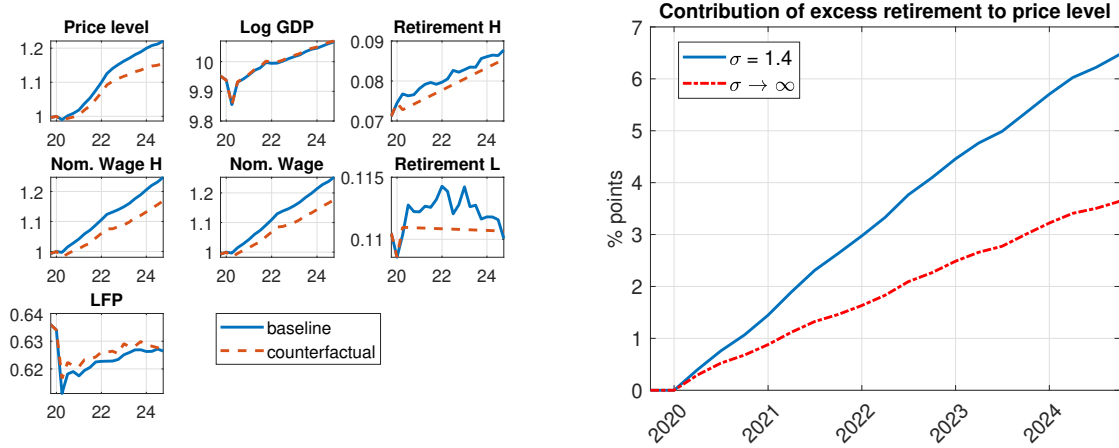 Price level
1.2
1.1
1
20 22 24
Log GDP
10
9.9
9.8
20 22 24
Retirement H
0.09
0.08
0.07
20 22 24
Nom. Wage H
1.2
1.1
1
20 22 24
Nom. Wage
1.2
1.1
1
20 22 24
Retirement L
0.115
0.11
20 22 24
LFP
0.64
0.63
0.62
20 22 24
baseline
counterfactual
Contribution of excess retirement to price level
7
6
5
4
3
2
1
0
% points
σ = 1.4
σ → ∞
2020 2021 2022 2023 2024